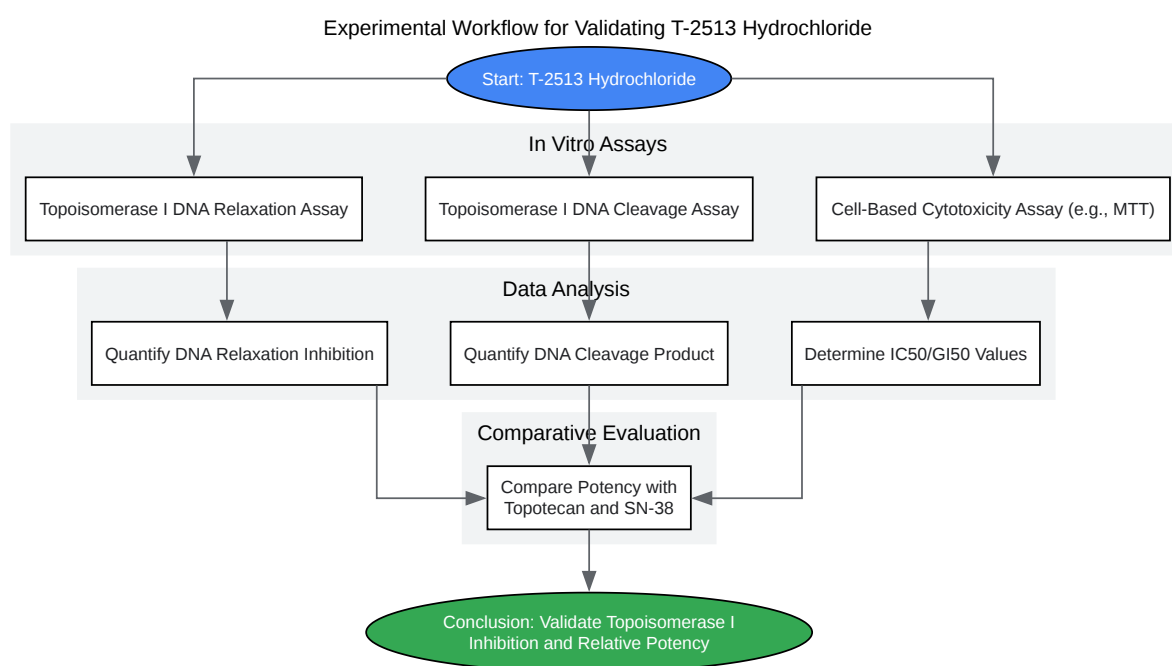 Experimental Workflow for Validating T-2513 Hydrochloride
Start: T-2513 Hydrochloride
In Vitro Assays
Topoisomerase I DNA Relaxation Assay
Topoisomerase I DNA Cleavage Assay
Cell-Based Cytotoxicity Assay (e.g., MTT)
Data Analysis
Quantify DNA Relaxation Inhibition
Quantify DNA Cleavage Product
Determine IC50/GI50 Values
Comparative Evaluation
Compare Potency with
Topotecan and SN-38
Conclusion: Validate Topoisomerase I
Inhibition and Relative Potency